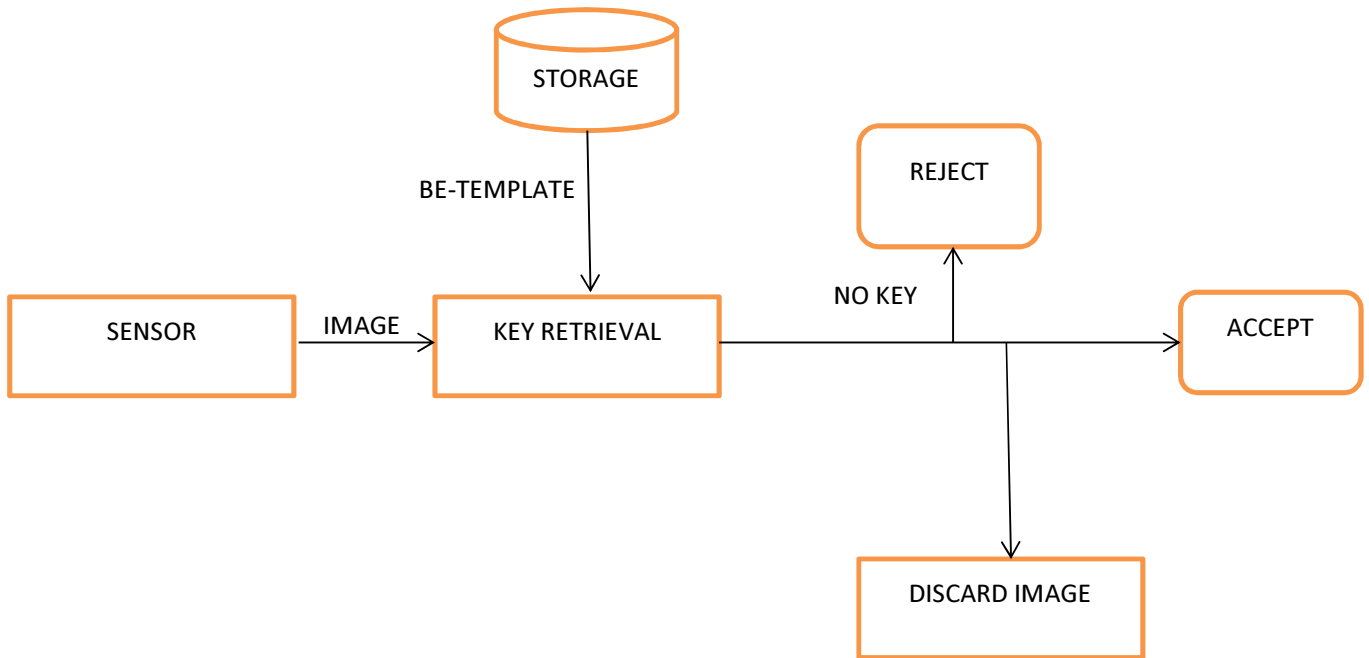 STORAGE
BE-TEMPLATE
REJECT
NO KEY
SENSOR
IMAGE
KEY RETRIEVAL
ACCEPT
DISCARD IMAGE